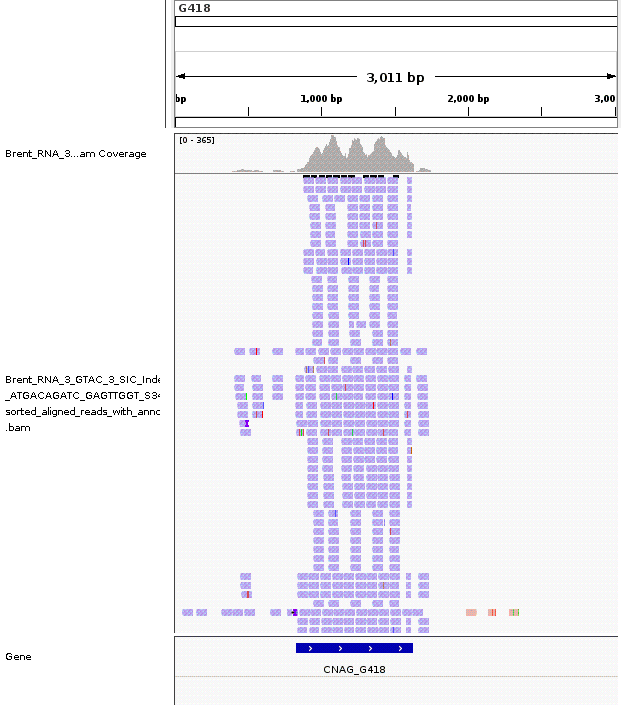 G418
3,011 bp
bp 1,000 bp 2,000 bp 3,00
[0 - 365]
Brent_RNA_3...am Coverage
Brent_RNA_3_GTAC_3_SIC_Inde
_ATGACAGATC_GAGTTGGT_S3
sorted_aligned_reads_with_anno
.bam
Gene
CNAG_G418